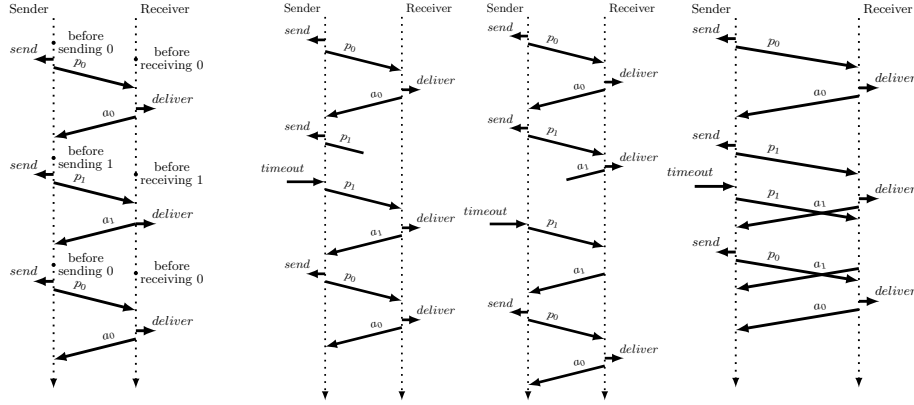 Sender Receiver
before
sending 0
send
before
receiving 0
p₀
deliver
a₀
before
sending 1
send
before
receiving 1
p₁
a₁
deliver
before
sending 0
send
before
receiving 0
p₀
deliver
a₀
Sender Receiver
send
p₀
deliver
a₀
send
p₁
timeout
p₁
deliver
a₁
send
p₀
deliver
a₀
Sender Receiver
send
p₀
deliver
a₀
send
p₁
deliver
a₁
timeout
p₁
a₁
send
p₀
deliver
a₀
Sender Receiver
send
p₀
deliver
a₀
send
p₁
timeout
p₁
a₁
deliver
send
p₀
a₁
deliver
a₀